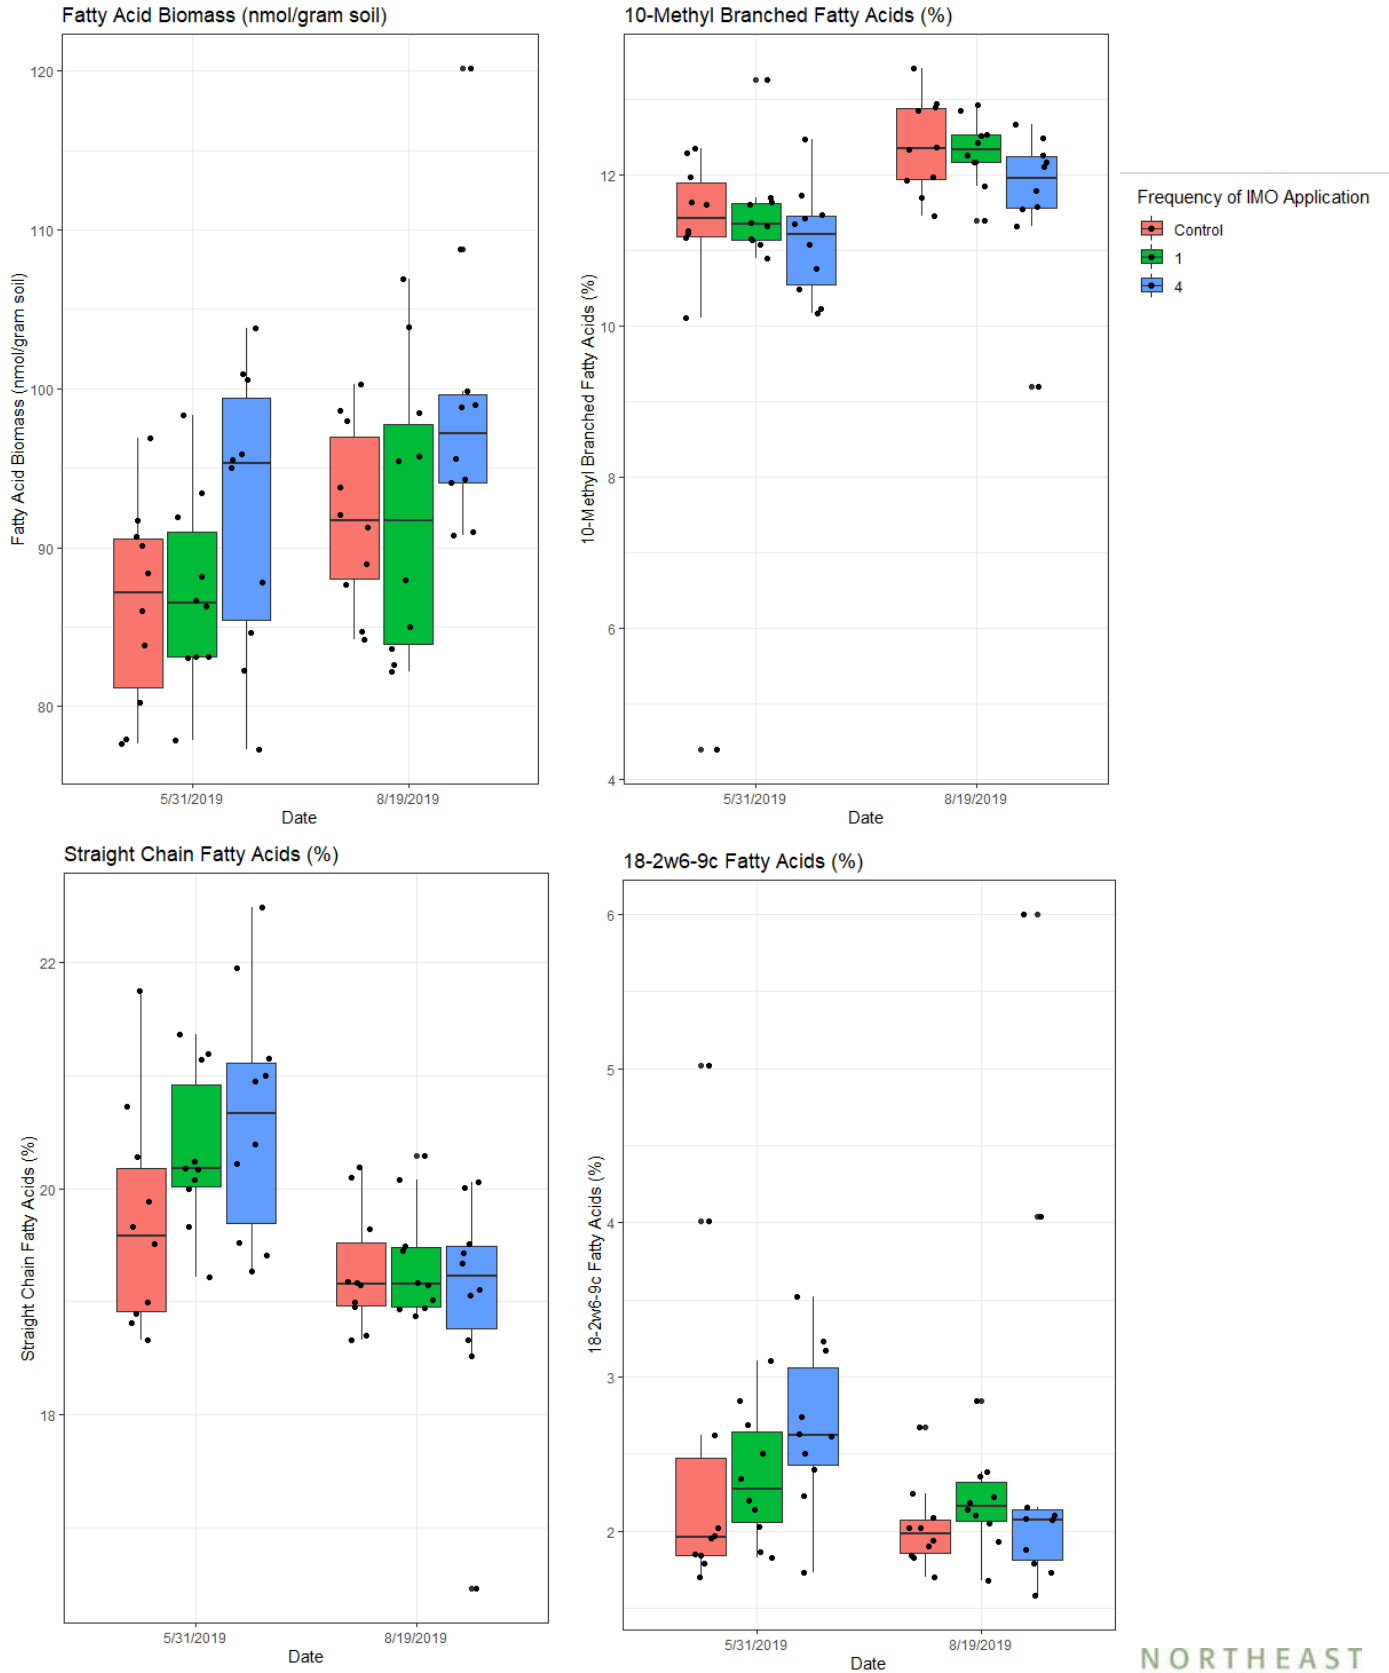 Fatty Acid Biomass (nmol/gram soil)
120
110
100
90
80
Fatty Acid Biomass (nmol/gram soil)
5/31/2019
8/19/2019
Date
10-Methyl Branched Fatty Acids (%)
12
10
8
6
4
10-Methyl Branched Fatty Acids (%)
5/31/2019
8/19/2019
Date
Frequency of IMO Application
Control
1
4
Straight Chain Fatty Acids (%)
22
20
18
Straight Chain Fatty Acids (%)
5/31/2019
8/19/2019
Date
18-2w6-9c Fatty Acids (%)
6
5
4
3
2
18-2w6-9c Fatty Acids (%)
5/31/2019
8/19/2019
Date
NORTHEAST